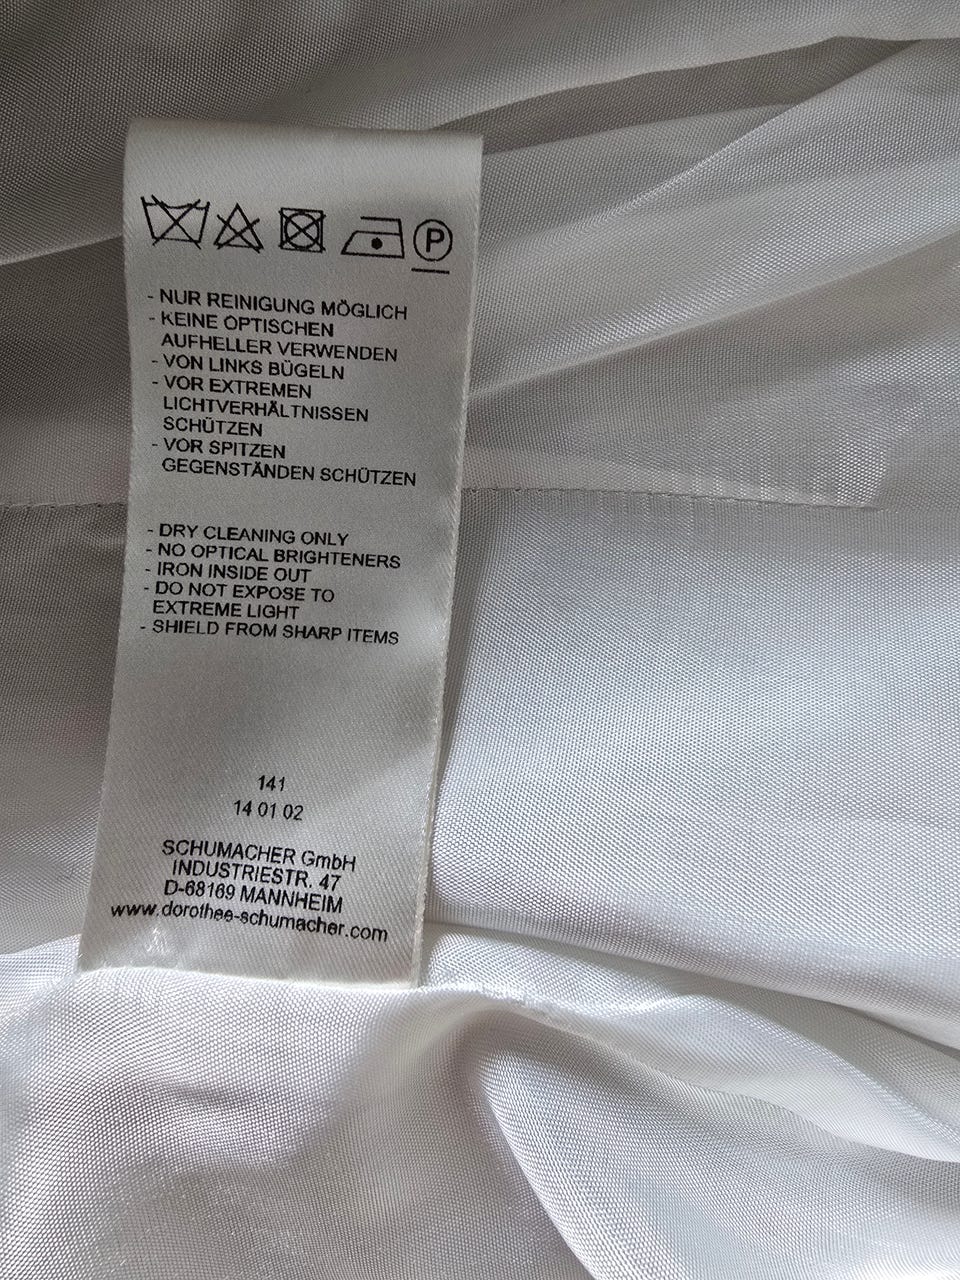 P
- NUR REINIGUNG MÖGLICH
- KEINE OPTISCHEN
AUFHELLER VERWENDEN
- VON LINKS BÜGELN
- VOR EXTREMEN
LICHTVERHÄLTNISSEN
SCHÜTZEN
- VOR SPITZEN
GEGENSTÄNDEN SCHÜTZEN
- DRY CLEANING ONLY
- NO OPTICAL BRIGHTENERS
- IRON INSIDE OUT
- DO NOT EXPOSE TO
EXTREME LIGHT
- SHIELD FROM SHARP ITEMS
141
14 01 02
SCHUMACHER GmbH
INDUSTRIESTR. 47
D-68169 MANNHEIM
www.dorothee-schumacher.com